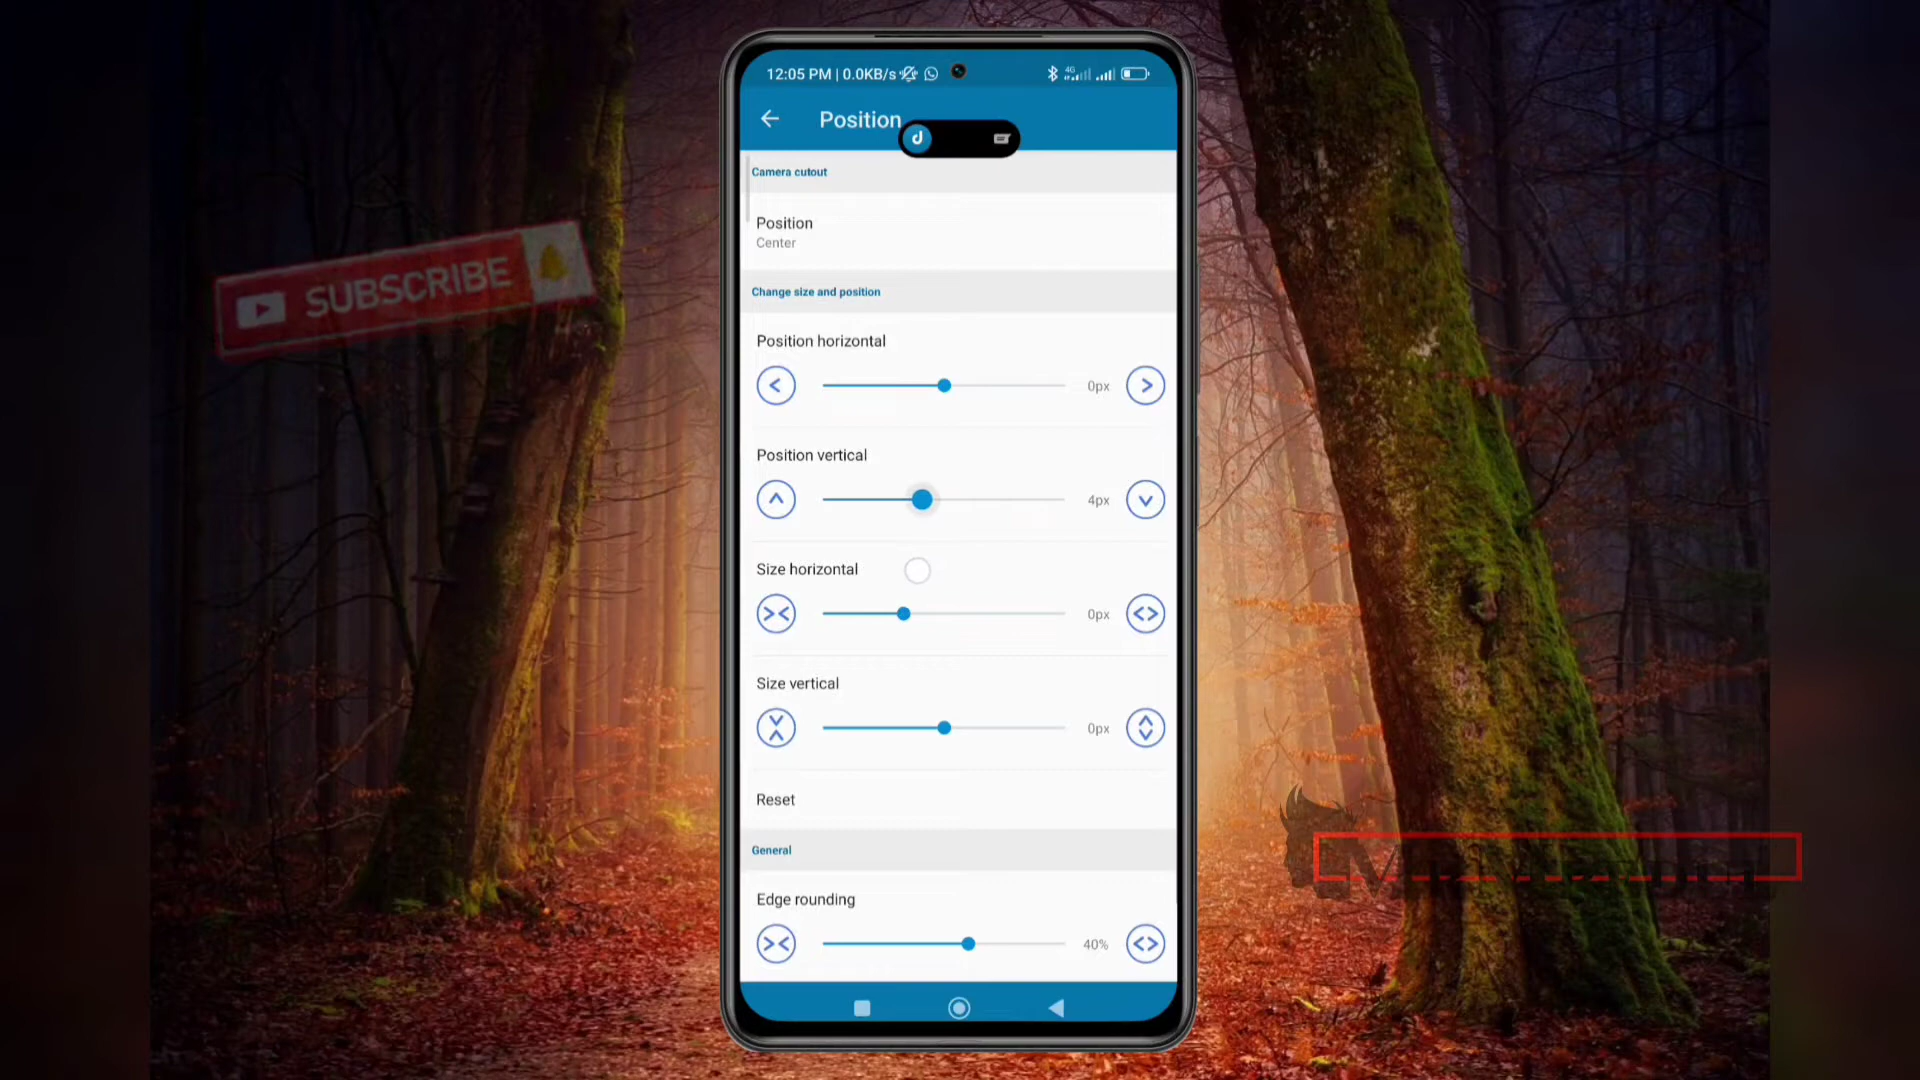 12:05 PM | 0.0KB/s
4G
Position
Camera cutout
Position
Center
Change size and position
Position horizontal
0px
Position vertical
4px
Size horizontal
0px
Size vertical
0px
Reset
General
Edge rounding
40%
SUBSCRIBE